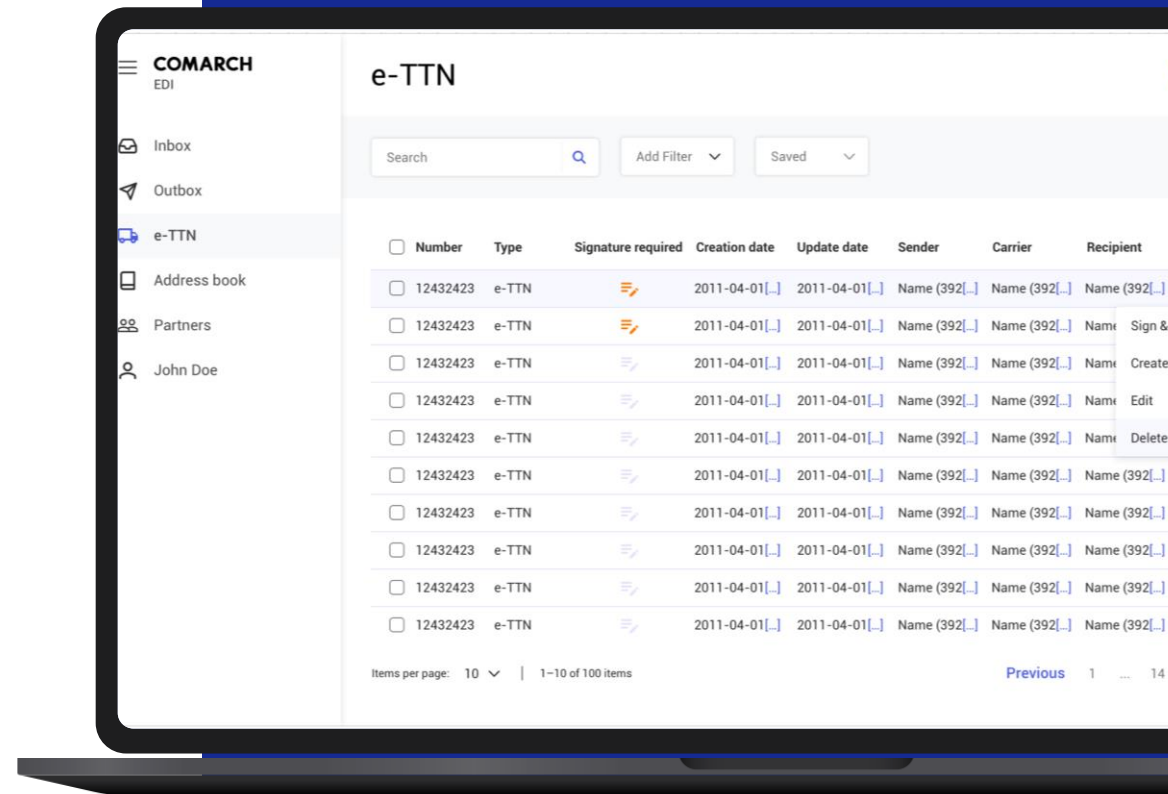 COMARCH
EDI
e-TTN
Inbox
Outbox
e-TTN
Address book
Partners
John Doe
Search Add Filter Saved
Number Type Signature required Creation date Update date Sender Carrier Recipient
12432423 e-TTN 2011-04-01[...] 2011-04-01[...] Name (392[...] Name (392[...] Name (392[...]
12432423 e-TTN 2011-04-01[...] 2011-04-01[...] Name (392[...] Name (392[...] Name Sign &
12432423 e-TTN 2011-04-01[...] 2011-04-01[...] Name (392[...] Name (392[...] Name Create
12432423 e-TTN 2011-04-01[...] 2011-04-01[...] Name (392[...] Name (392[...] Name Edit
12432423 e-TTN 2011-04-01[...] 2011-04-01[...] Name (392[...] Name (392[...] Name Delete
12432423 e-TTN 2011-04-01[...] 2011-04-01[...] Name (392[...] Name (392[...] Name (392[...]
12432423 e-TTN 2011-04-01[...] 2011-04-01[...] Name (392[...] Name (392[...] Name (392[...]
12432423 e-TTN 2011-04-01[...] 2011-04-01[...] Name (392[...] Name (392[...] Name (392[...]
12432423 e-TTN 2011-04-01[...] 2011-04-01[...] Name (392[...] Name (392[...] Name (392[...]
12432423 e-TTN 2011-04-01[...] 2011-04-01[...] Name (392[...] Name (392[...] Name (392[...]
Items per page: 10 | 1–10 of 100 items Previous 1 ... 14